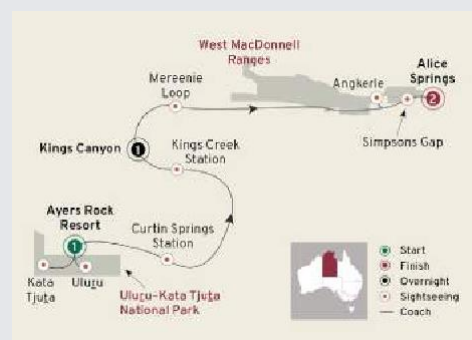 West MacDonnell
Ranges
Alice
Springs
Mereenie
Loop
Angkerle
2
Simpsons Gap
Kings Canyon
1
Kings Creek
Station
Ayers Rock
Resort
1
Curtin Springs
Station
Kata
Tjuṯa
Uluṟu
Uluṟu-Kata Tjuṯa
National Park
Start
Finish
Overnight
Sightseeing
Coach